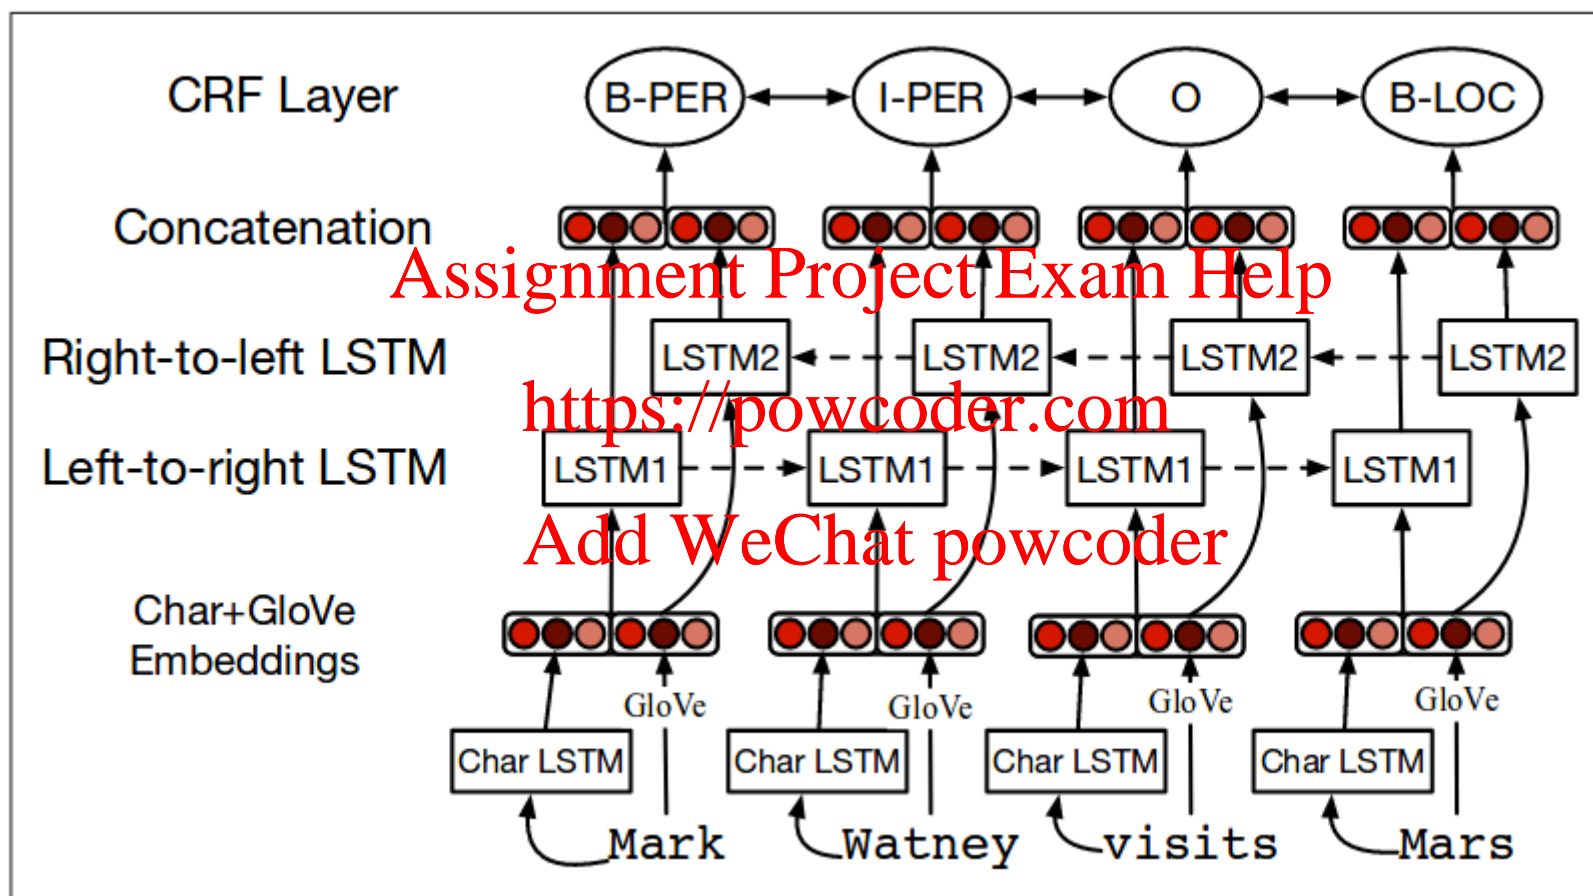 CRF Layer B-PER I-PER O B-LOC
Concatenation
Assignment Project Exam Help
Right-to-left LSTM LSTM2 LSTM2 LSTM2 LSTM2
https://powcoder.com
Left-to-right LSTM LSTM1 LSTM1 LSTM1 LSTM1
Add WeChat powcoder
Char+GloVe
Embeddings
GloVe GloVe GloVe GloVe
Char LSTM Char LSTM Char LSTM Char LSTM
Mark Watney visits Mars